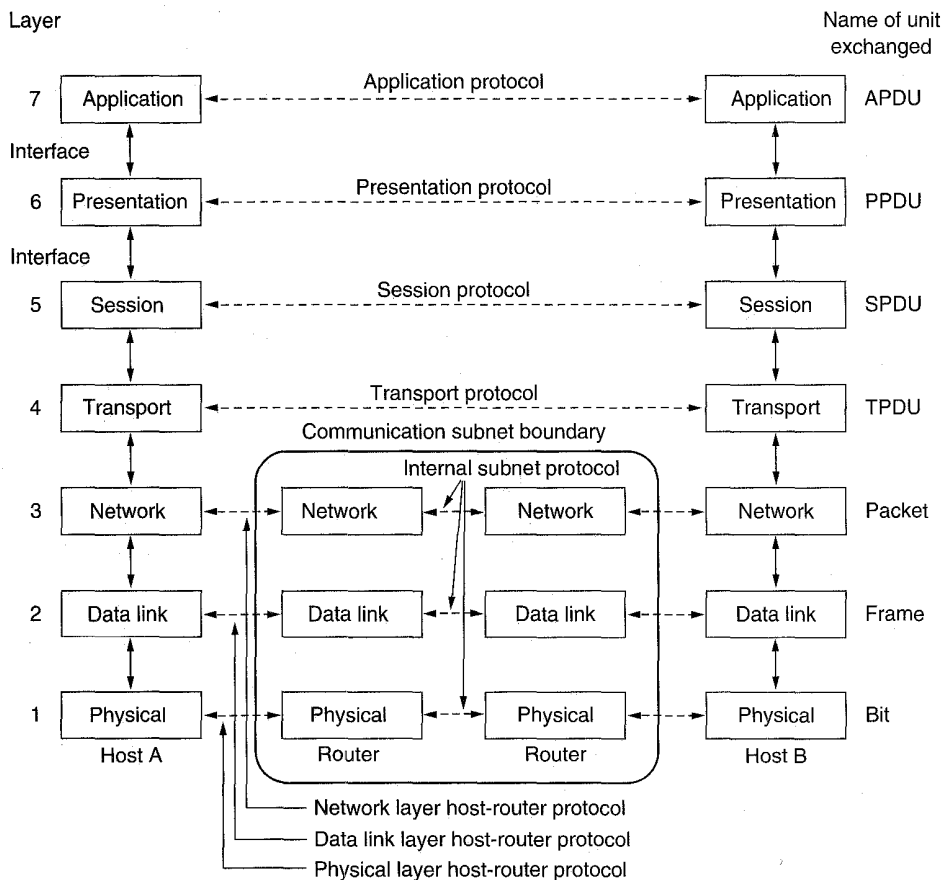 Layer
Name of unit
exchanged
7
Application
Application protocol
Application
APDU
Interface
6
Presentation
Presentation protocol
Presentation
PPDU
Interface
5
Session
Session protocol
Session
SPDU
4
Transport
Transport protocol
Transport
TPDU
Communication subnet boundary
Internal subnet protocol
3
Network
Network
Network
Network
Packet
2
Data link
Data link
Data link
Data link
Frame
1
Physical
Physical
Physical
Physical
Bit
Host A
Router
Router
Host B
Network layer host-router protocol
Data link layer host-router protocol
Physical layer host-router protocol